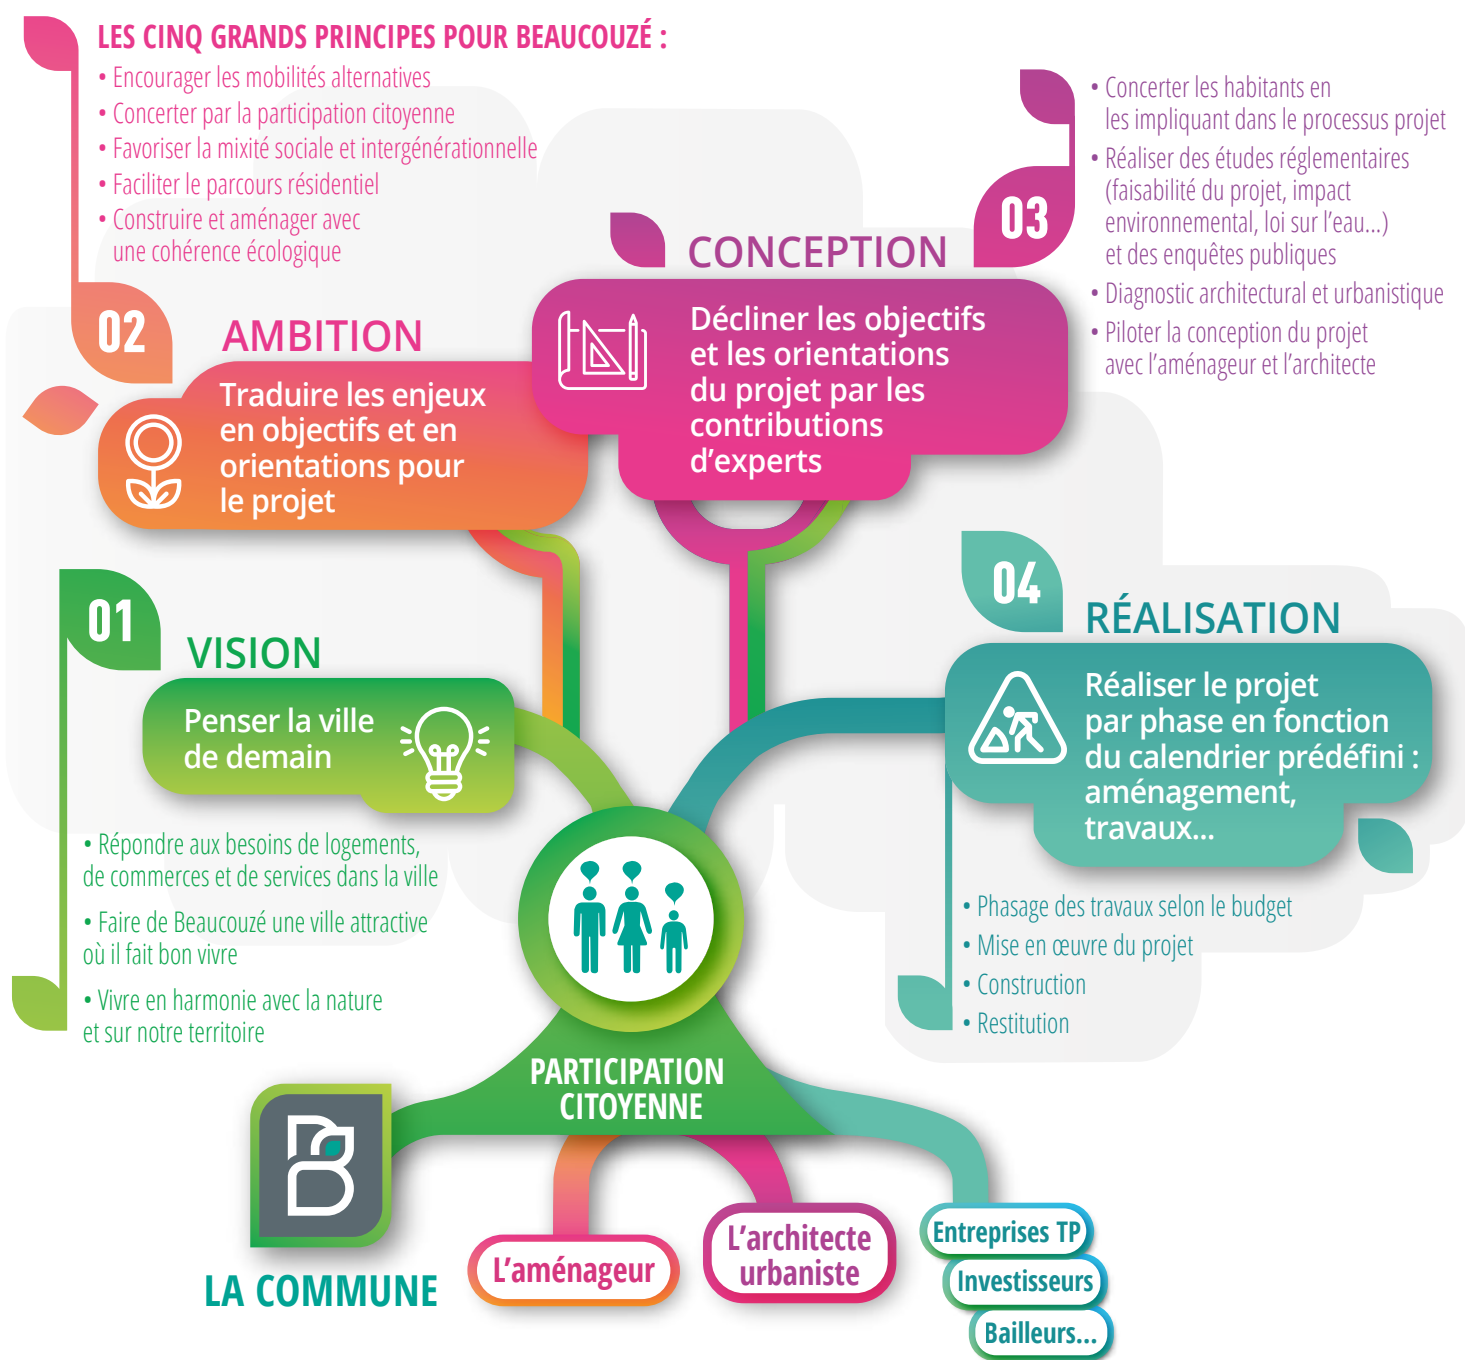 LES CINQ GRANDS PRINCIPES POUR BEAUCOUZÉ :
• Encourager les mobilités alternatives
• Concerter par la participation citoyenne
• Favoriser la mixité sociale et intergénérationnelle
• Faciliter le parcours résidentiel
• Construire et aménager avec
une cohérence écologique
02
AMBITION
Traduire les enjeux
en objectifs et en
orientations pour
le projet
03
CONCEPTION
Décliner les objectifs
et les orientations
du projet par les
contributions
d’experts
• Concerter les habitants en
les impliquant dans le processus projet
• Réaliser des études réglementaires
(faisabilité du projet, impact
environnemental, loi sur l’eau...)
et des enquêtes publiques
• Diagnostic architectural et urbanistique
• Piloter la conception du projet
avec l’aménageur et l’architecte
01
VISION
Penser la ville
de demain
• Répondre aux besoins de logements,
de commerces et de services dans la ville
• Faire de Beaucouzé une ville attractive
où il fait bon vivre
• Vivre en harmonie avec la nature
et sur notre territoire
04
RÉALISATION
Réaliser le projet
par phase en fonction
du calendrier prédéfini :
aménagement,
travaux...
• Phasage des travaux selon le budget
• Mise en œuvre du projet
• Construction
• Restitution
PARTICIPATION
CITOYENNE
B
LA COMMUNE
L’aménageur
L’architecte
urbaniste
Entreprises TP
Investisseurs
Bailleurs...